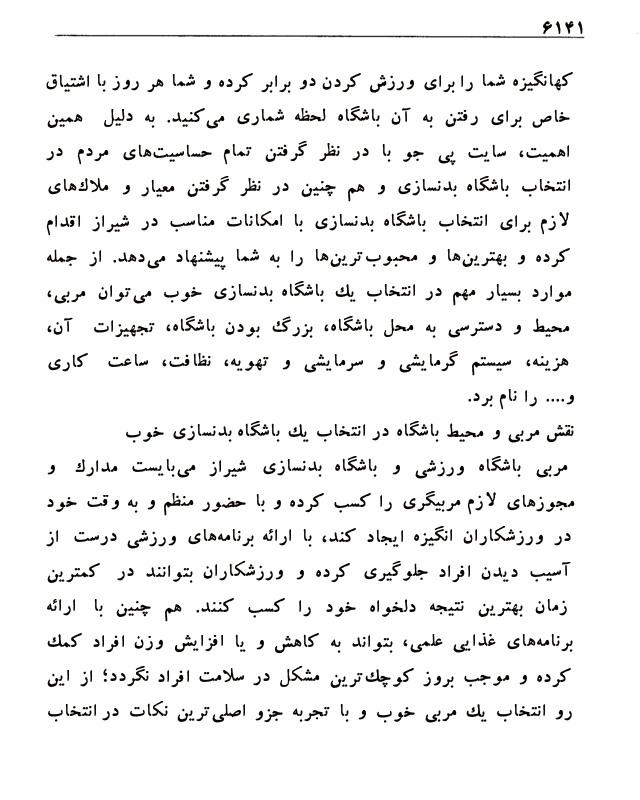 ۶۱۴۱
کهانگیزه شما را برای ورزش کردن دو برابر کرده و شما هر روز با اشتیاق
خاص برای رفتن به آن باشگاه لحظه شماری می‌کنید. به دلیل همین
اهمیت، سایت پی جو با در نظر گرفتن تمام حساسیت‌های مردم در
انتخاب باشگاه بدنسازی و هم چنین در نظر گرفتن معیار و ملاك‌های
لازم برای انتخاب باشگاه بدنسازی با امکانات مناسب در شیراز اقدام
کرده و بهترین‌ها و محبوب‌ترین‌ها را به شما پیشنهاد می‌دهد. از جمله
موارد بسیار مهم در انتخاب یك باشگاه بدنسازی خوب می‌توان مربی،
محیط و دسترسی به محل باشگاه، بزرگ بودن باشگاه، تجهیزات آن،
هزینه، سیستم گرمایشی و سرمایشی و تهویه، نظافت، ساعت کاری
و.... را نام برد.
نقش مربی و محیط باشگاه در انتخاب یك باشگاه بدنسازی خوب
مربی باشگاه ورزشی و باشگاه بدنسازی شیراز می‌بایست مدارك و
مجوزهای لازم مربیگری را کسب کرده و با حضور منظم و به وقت خود
در ورزشکاران انگیزه ایجاد کند، با ارائه برنامه‌های ورزشی درست از
آسیب دیدن افراد جلوگیری کرده و ورزشکاران بتوانند در کمترین
زمان بهترین نتیجه دلخواه خود را کسب کنند. هم چنین با ارائه
برنامه‌های غذایی علمی، بتواند به کاهش و یا افزایش وزن افراد کمك
کرده و موجب بروز کوچك‌ترین مشکل در سلامت افراد نگردد؛ از این
رو انتخاب یك مربی خوب و با تجربه جزو اصلی‌ترین نکات در انتخاب